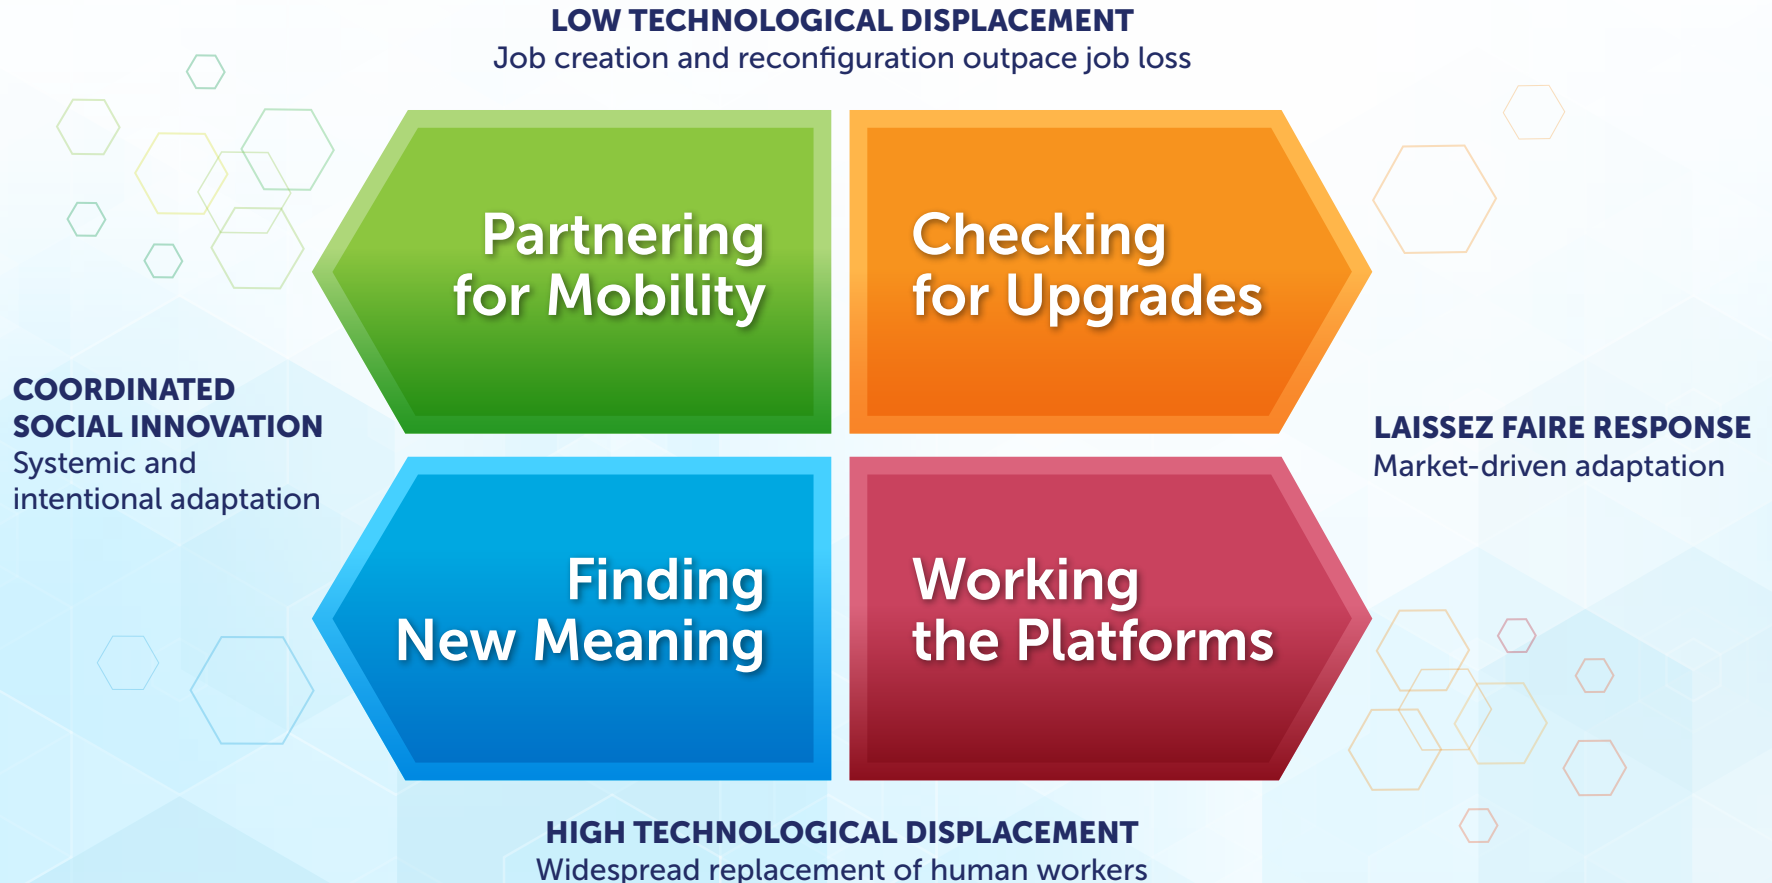 LOW TECHNOLOGICAL DISPLACEMENT
Job creation and reconfiguration outpace job loss
Partnering
for Mobility
Checking
for Upgrades
COORDINATED
SOCIAL INNOVATION
Systemic and
intentional adaptation
LAISSEZ FAIRE RESPONSE
Market-driven adaptation
Finding
New Meaning
Working
the Platforms
HIGH TECHNOLOGICAL DISPLACEMENT
Widespread replacement of human workers